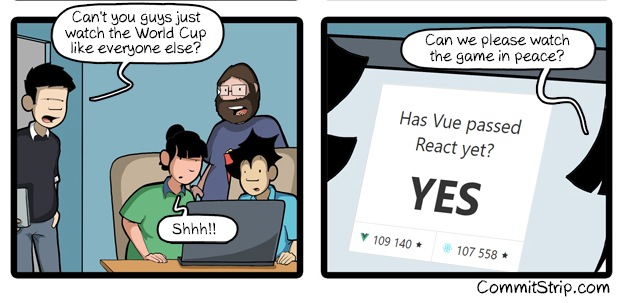 Can't you guys just
watch the World Cup
like everyone else?
Shhh!!
Can we please watch
the game in peace?
Has Vue passed
React yet?
YES
109 140 ★
107 558 ★
CommitStrip.com